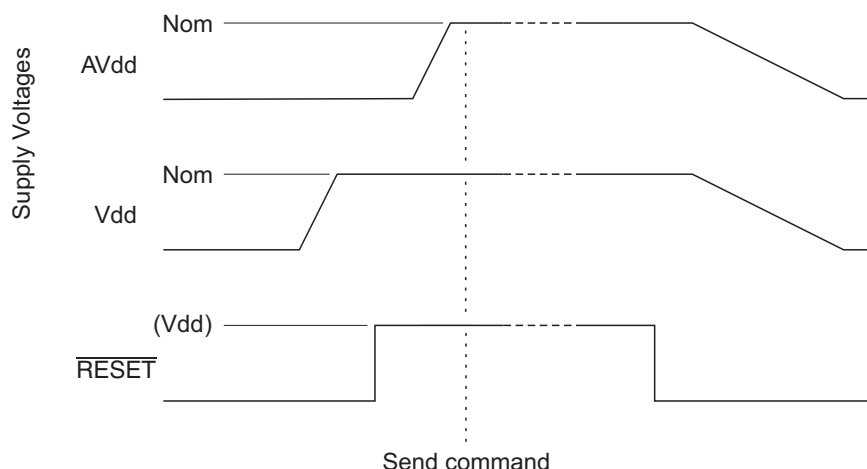 Supply Voltages
Nom
AVdd
Nom
Vdd
(Vdd)
RESET
Send command